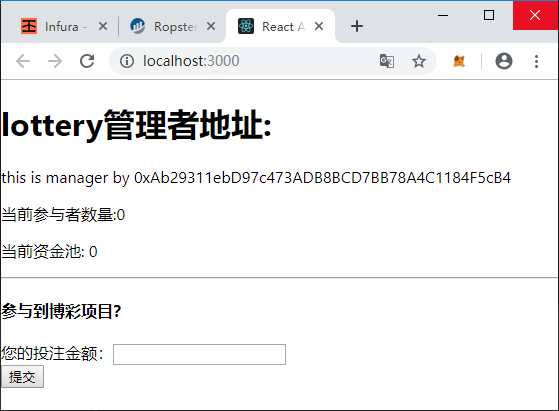 Infura -
Ropsten
React A
localhost:3000
lottery管理者地址:
this is manager by 0xAb29311ebD97c473ADB8BCD7BB78A4C1184F5cB4
当前参与者数量:0
当前资金池: 0
参与到博彩项目?
您的投注金额：
提交